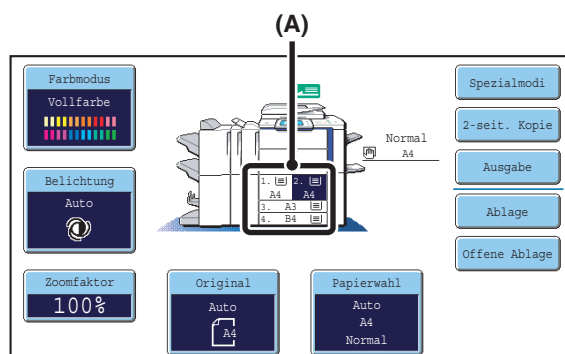 (A)
Farbmodus
Vollfarbe
Spezialmodi
2-seit. Kopie
Normal
A4
Ausgabe
Belichtung
Auto
1. 2.
A4 A4
3. A3
4. B4
Ablage
Offene Ablage
Zoomfaktor
100%
Original
Auto
A4
Papierwahl
Auto
A4
Normal